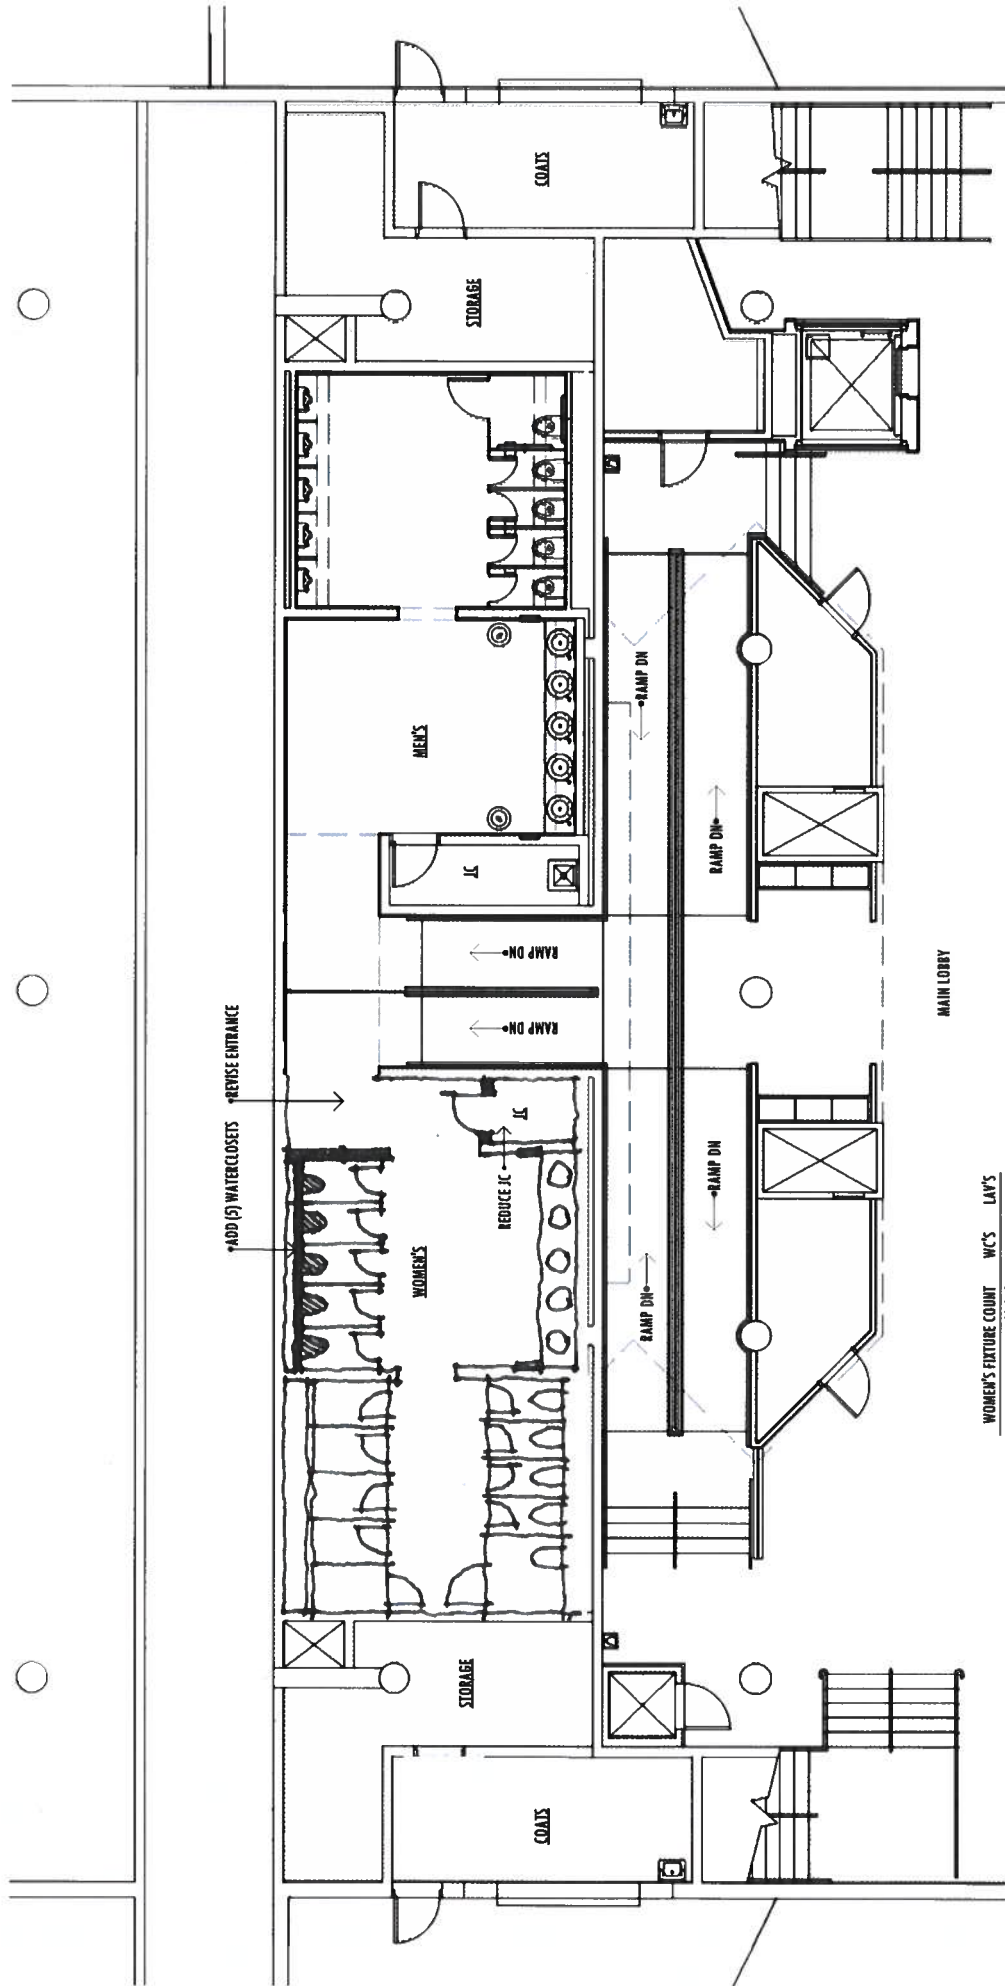 ADD (5) WATERCLOSETS
REVISE ENTRANCE
COATS
STORAGE
WOMEN'S
REDUCE JC
JC
RAMP DN
RAMP DN
JC
MEN'S
STORAGE
COATS
RAMP DN
RAMP DN
RAMP DN
RAMP DN
MAIN LOBBY
WOMEN'S FIXTURE COUNT WC'S LAV'S